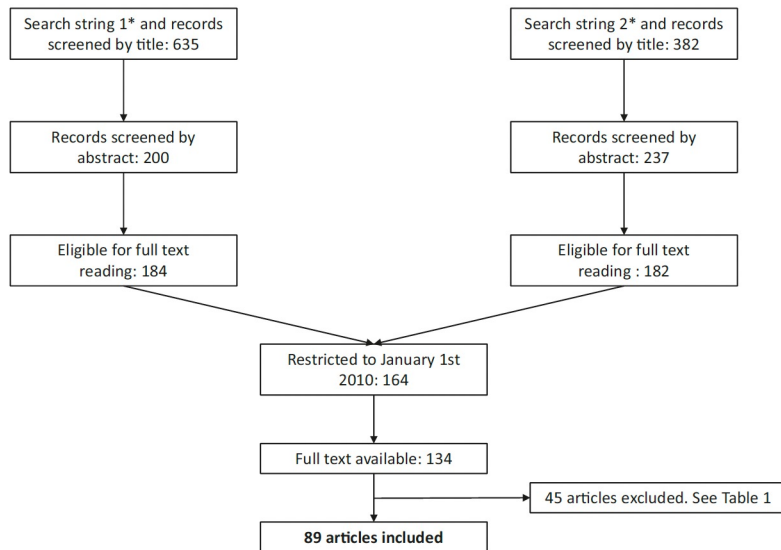 Search string 1* and records
screened by title: 635
Search string 2* and records
screened by title: 382
Records screened by
abstract: 200
Records screened by
abstract: 237
Eligible for full text
reading: 184
Eligible for full text
reading : 182
Restricted to January 1st
2010: 164
Full text available: 134
45 articles excluded. See Table 1
89 articles included